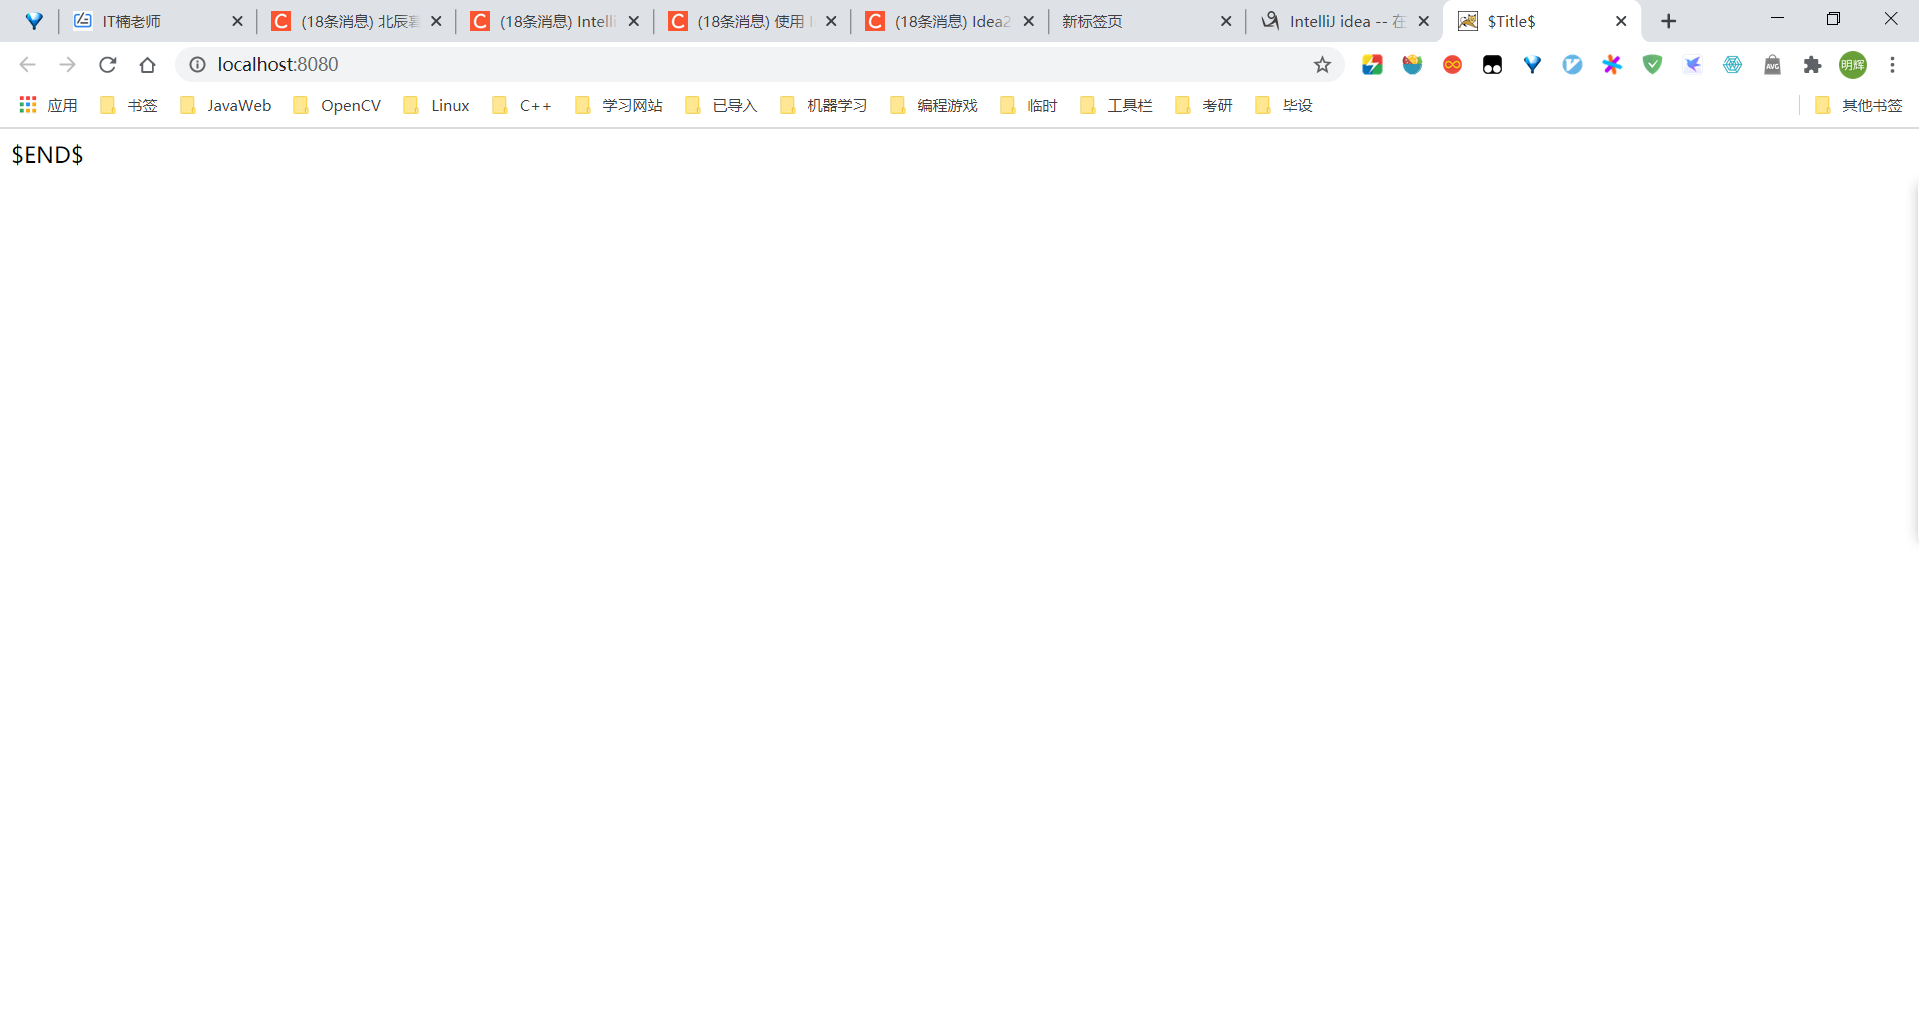 IT楠老师 (18条消息) 北辰 (18条消息) Intelli (18条消息) 使用 (18条消息) Idea2 新标签页 IntelliJ idea -- 在 $Title$
localhost:8080 AVG 明辉
应用 书签 JavaWeb OpenCV Linux C++ 学习网站 已导入 机器学习 编程游戏 临时 工具栏 考研 毕设 其他书签
$END$